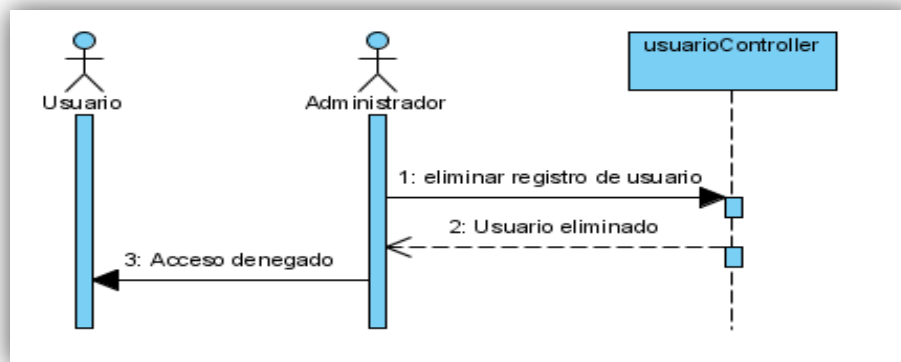 usuarioController
Usuario
Administrador
1: eliminar registro de usuario
2: Usuario eliminado
3: Acceso denegado